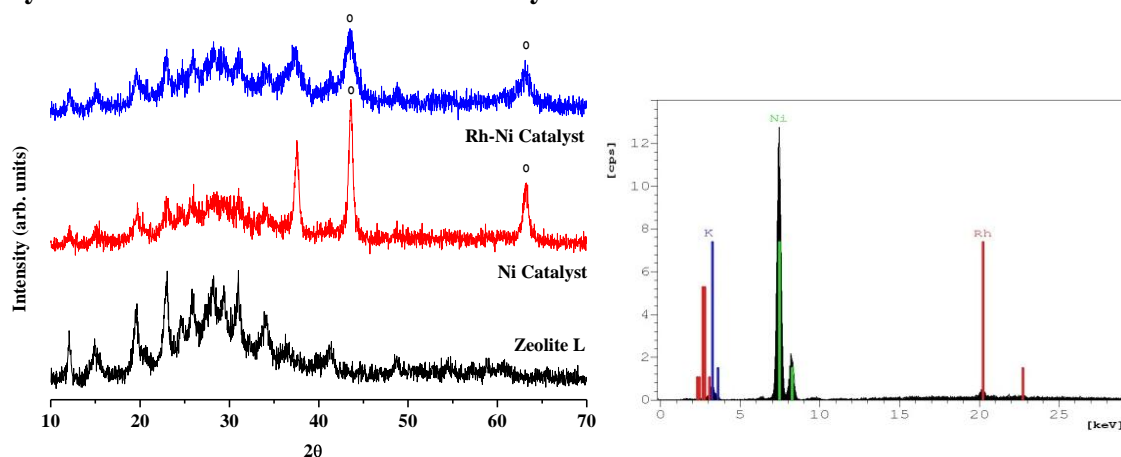 o
o
o
Rh-Ni Catalyst
o
Ni Catalyst
Zeolite L
Intensity (arb. units)
10 20 30 40 50 60 70
2θ
[cps]
12
10
8
6
4
2
0
K
Ni
Rh
0 5 10 15 20 25
[keV]